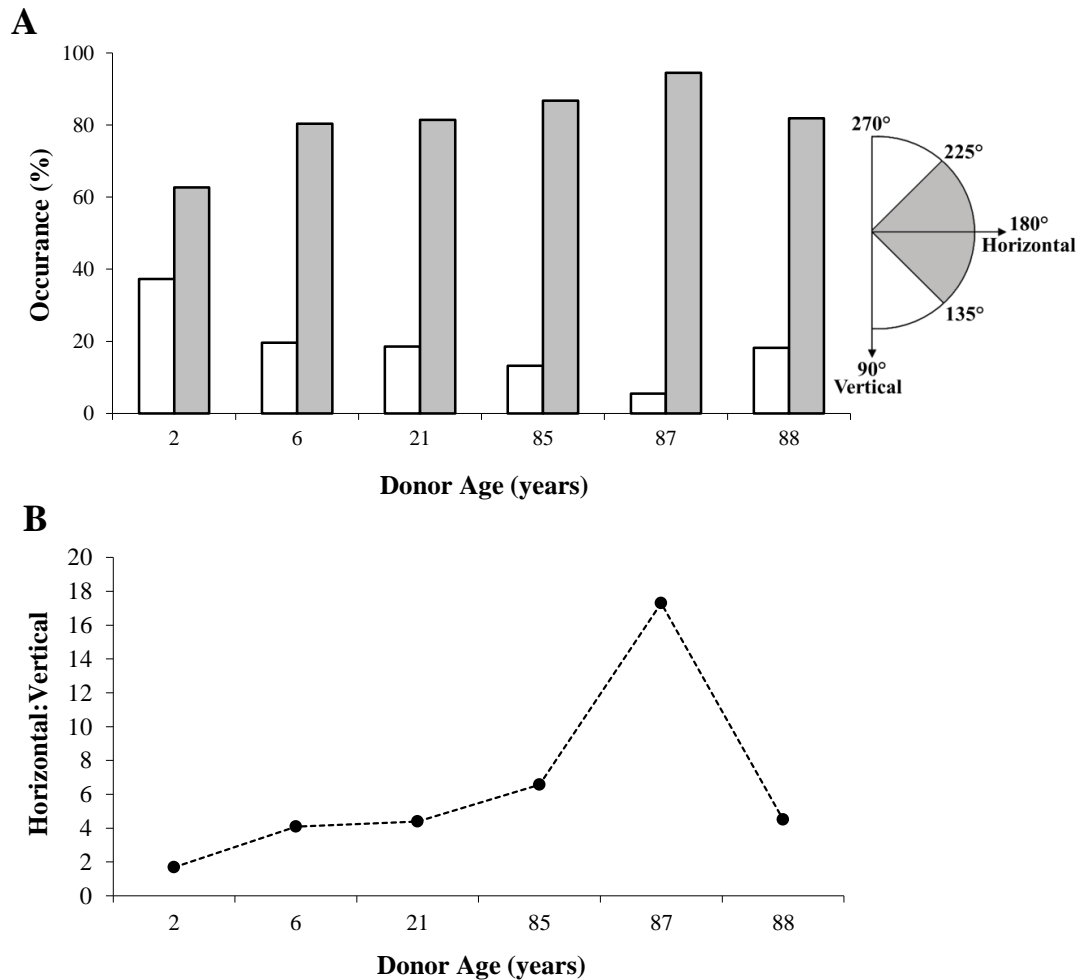 A
100
80
60
40
20
0
Occurance (%)
2 6 21 85 87 88
Donor Age (years)
270°
225°
180°
Horizontal
135°
90°
Vertical
B
20
18
16
14
12
10
8
6
4
2
0
Horizontal:Vertical
2 6 21 85 87 88
Donor Age (years)